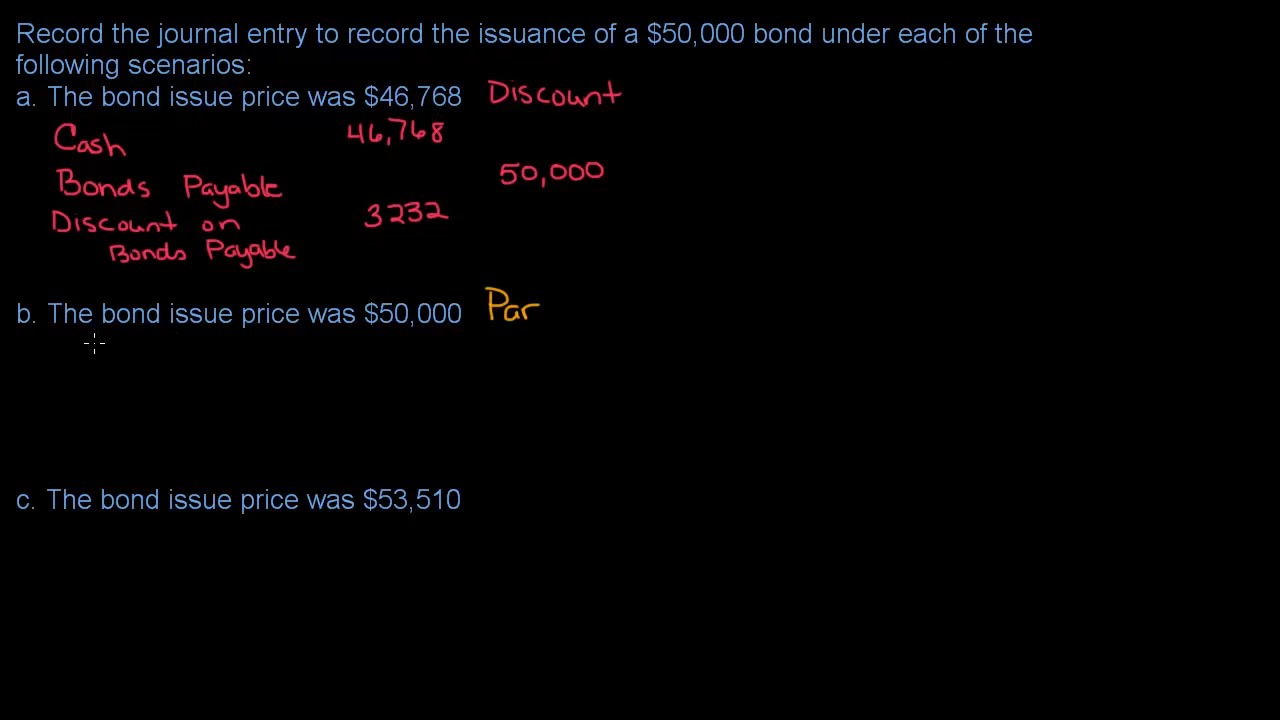 Record the journal entry to record the issuance of a $50,000 bond under each of the
following scenarios:
a. The bond issue price was $46,768 Discount
Cash 46,768
Bonds Payable 50,000
Discount on 3232
Bonds Payable
b. The bond issue price was $50,000 Par
c. The bond issue price was $53,510